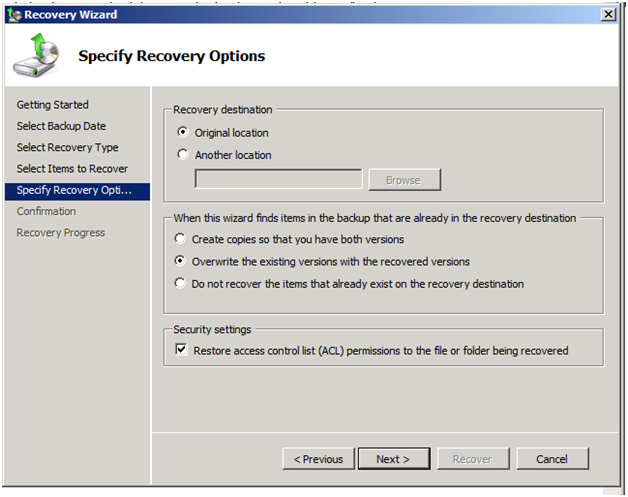 Recovery Wizard
Specify Recovery Options
Getting Started
Select Backup Date
Select Recovery Type
Select Items to Recover
Specify Recovery Opti...
Confirmation
Recovery Progress
Recovery destination
Original location
Another location
Browse
When this wizard finds items in the backup that are already in the recovery destination
Create copies so that you have both versions
Overwrite the existing versions with the recovered versions
Do not recover the items that already exist on the recovery destination
Security settings
Restore access control list (ACL) permissions to the file or folder being recovered
< Previous
Next >
Recover
Cancel